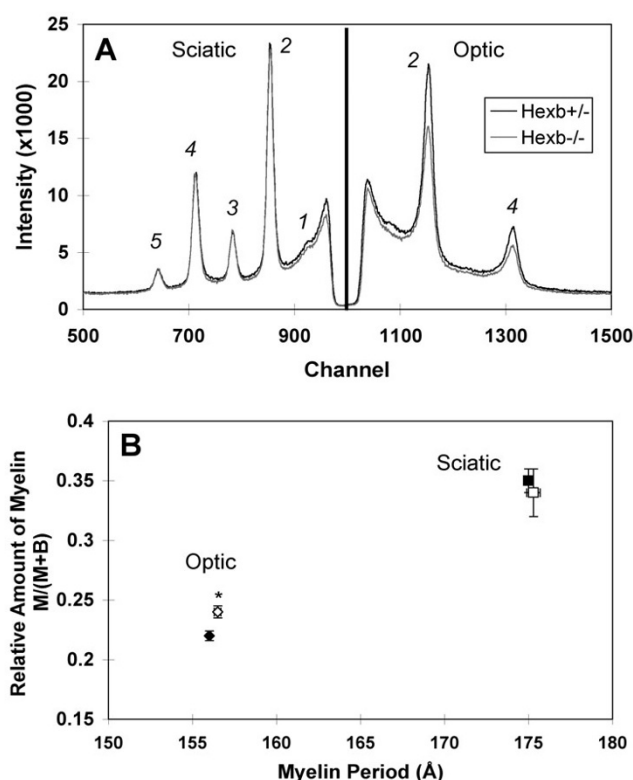 A
Sciatic
2
2
Optic
Hexb+/-
Hexb-/-
4
3
5
1
4
Intensity (x1000)
25
20
15
10
5
0
500 700 900 1100 1300 1500
Channel
B
Sciatic
Optic
*
Relative Amount of Myelin
M/(M+B)
0.4
0.35
0.3
0.25
0.2
0.15
150 155 160 165 170 175 180
Myelin Period (Å)